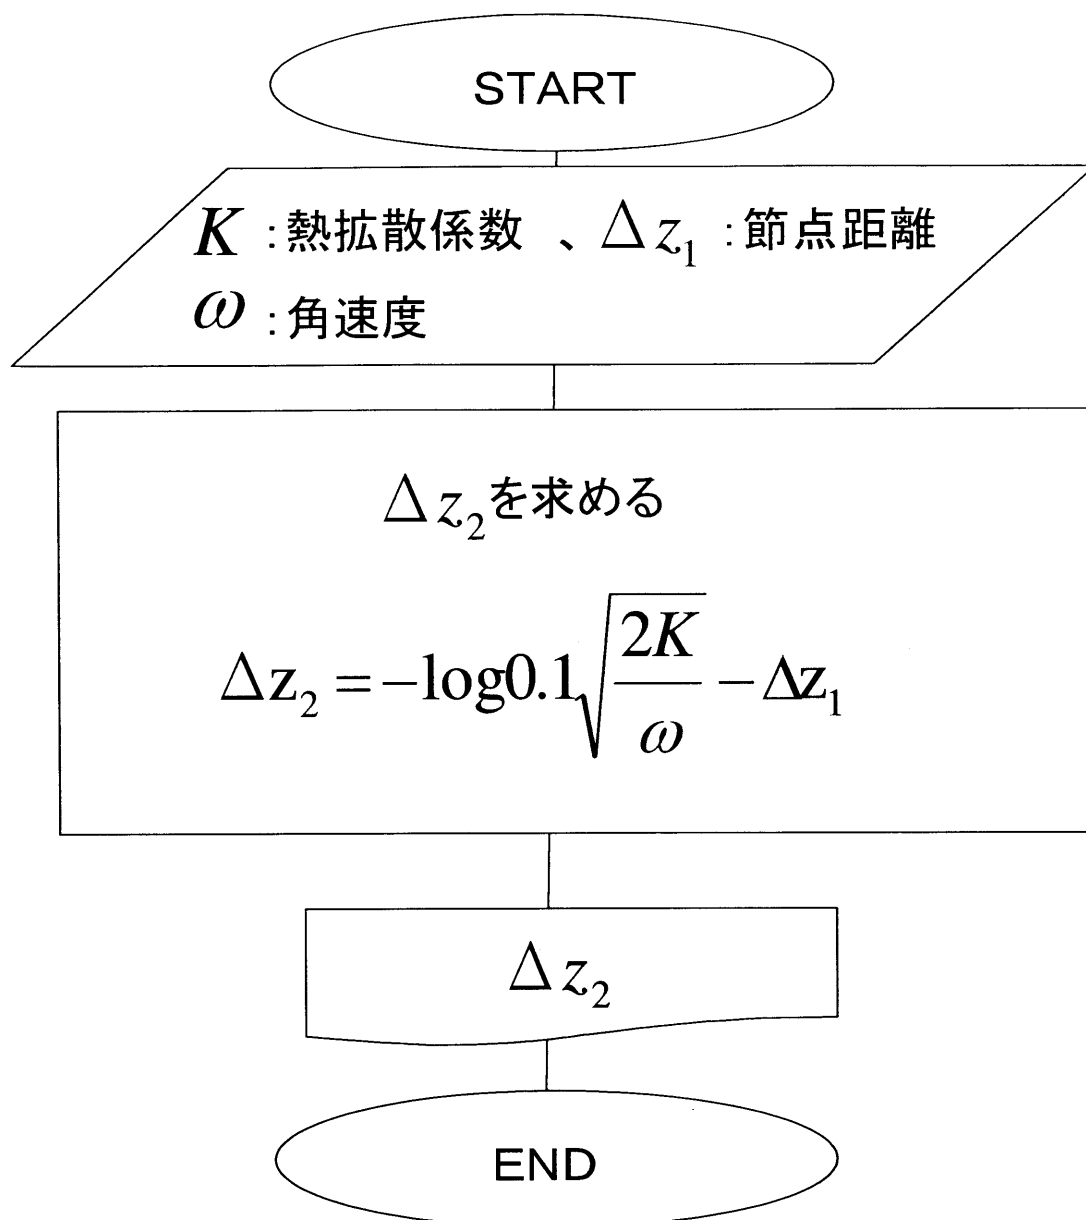 START
K :熱拡散係数 、Δz₁ :節点距離
ω :角速度
Δz₂を求める
Δz₂ = −log0.1√(2K/ω) − Δz₁
Δz₂
END